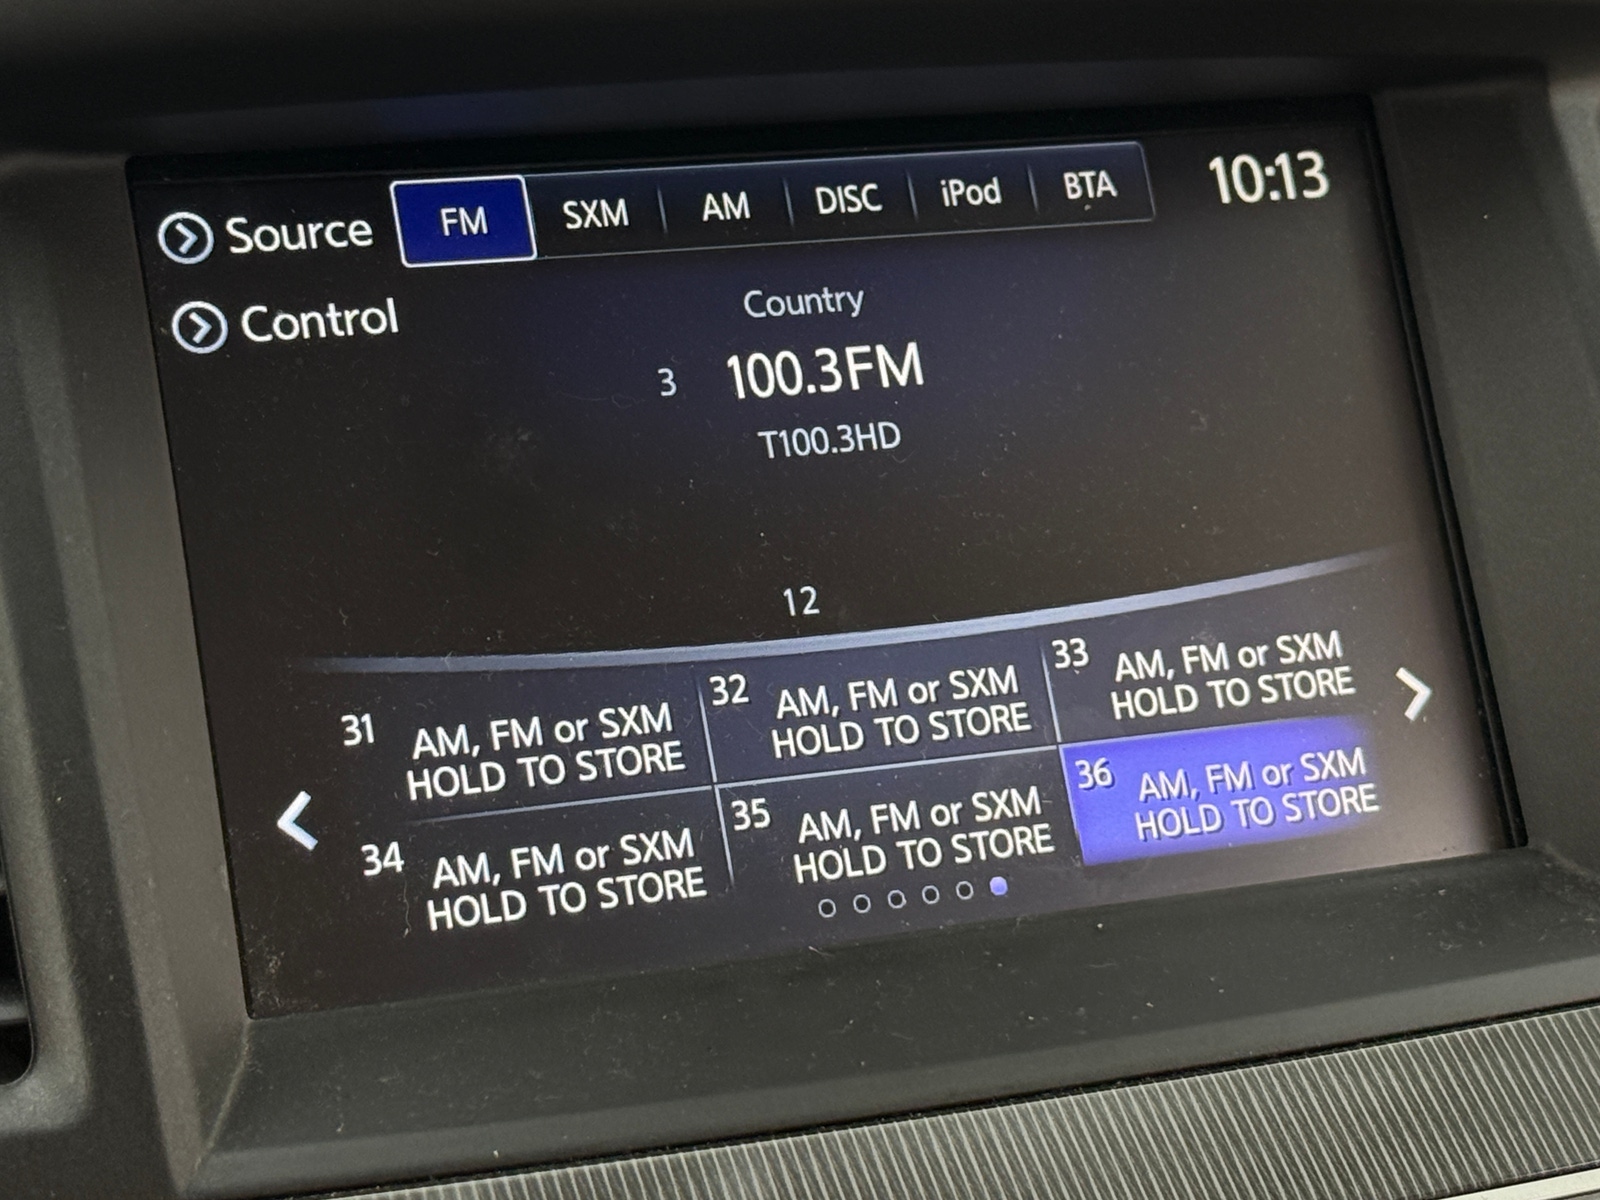 Source FM SXM AM DISC iPod BTA 10:13
Control
Country
3 100.3FM
T100.3HD
12
31 AM, FM or SXM
HOLD TO STORE
32 AM, FM or SXM
HOLD TO STORE
33 AM, FM or SXM
HOLD TO STORE
34 AM, FM or SXM
HOLD TO STORE
35 AM, FM or SXM
HOLD TO STORE
36 AM, FM or SXM
HOLD TO STORE